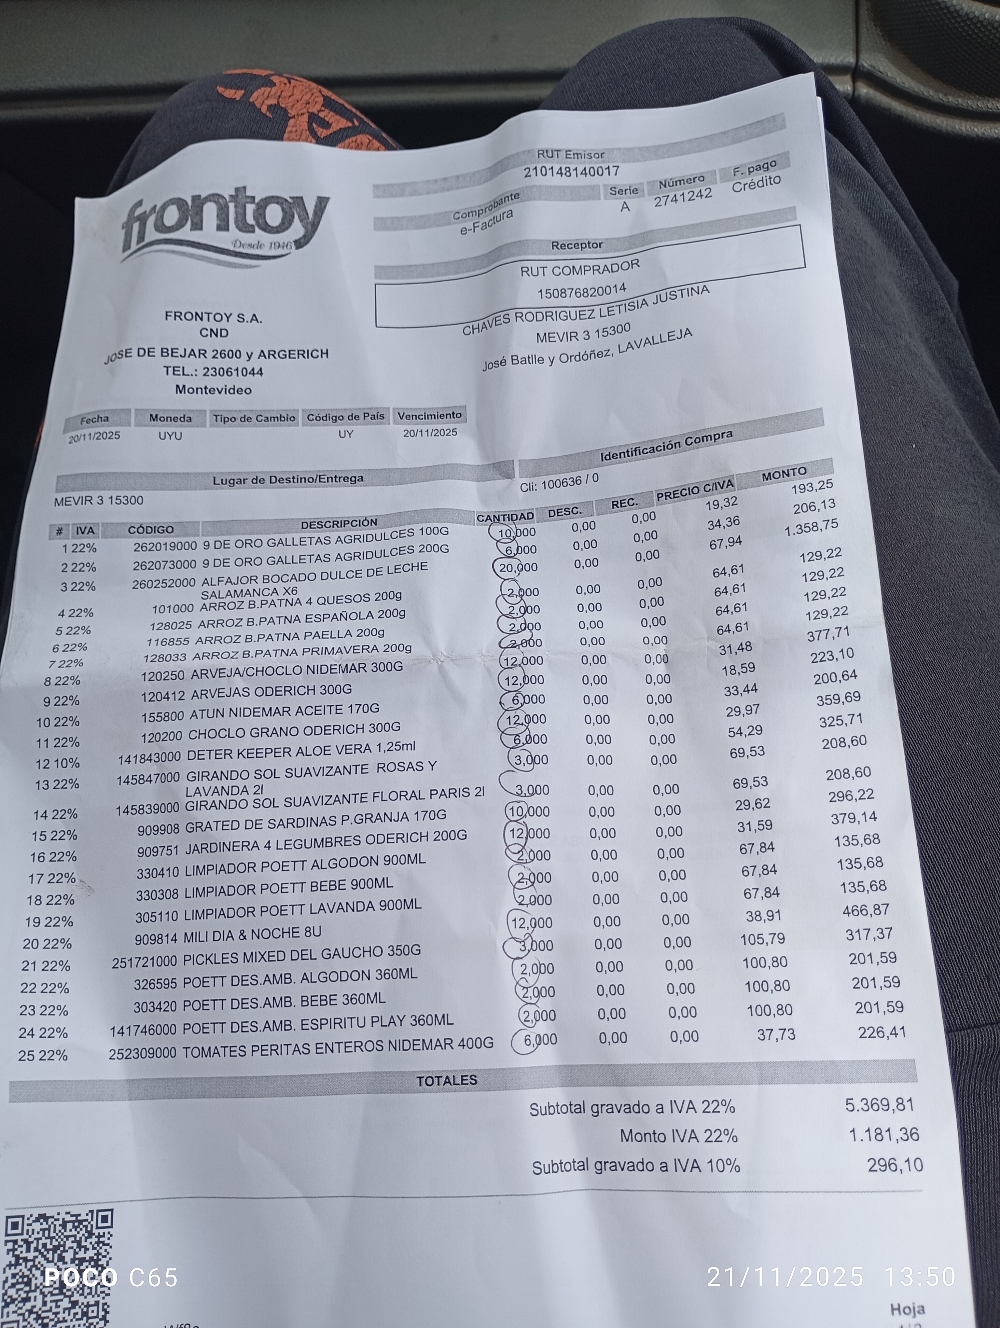 frontoy
Desde 1946
RUT Emisor
210148140017
Comprobante Serie Número F. pago
e-Factura A 2741242 Crédito
Receptor
RUT COMPRADOR
150876820014
CHAVES RODRIGUEZ LETISIA JUSTINA
MEVIR 3 15300
José Batlle y Ordóñez, LAVALLEJA
FRONTOY S.A.
CND
JOSE DE BEJAR 2600 y ARGERICH
TEL.: 23061044
Montevideo
Fecha Moneda Tipo de Cambio Código de País Vencimiento
20/11/2025 UYU UY 20/11/2025
Lugar de Destino/Entrega Identificación Compra
MEVIR 3 15300 Cli: 100636 / 0
# IVA CÓDIGO DESCRIPCIÓN CANTIDAD DESC. REC. PRECIO C/IVA MONTO
1 22% 262019000 9 DE ORO GALLETAS AGRIDULCES 100G 10,000 0,00 0,00 19,32 193,25
2 22% 262073000 9 DE ORO GALLETAS AGRIDULCES 200G 6,000 0,00 0,00 34,36 206,13
3 22% 260252000 ALFAJOR BOCADO DULCE DE LECHE 20,000 0,00 0,00 67,94 1.358,75
SALAMANCA X6
4 22% 101000 ARROZ B.PATNA 4 QUESOS 200g 2,000 0,00 0,00 64,61 129,22
5 22% 128025 ARROZ B.PATNA ESPAÑOLA 200g 2,000 0,00 0,00 64,61 129,22
6 22% 116855 ARROZ B.PATNA PAELLA 200g 2,000 0,00 0,00 64,61 129,22
7 22% 128033 ARROZ B.PATNA PRIMAVERA 200g 2,000 0,00 0,00 64,61 129,22
8 22% 120250 ARVEJA/CHOCLO NIDEMAR 300G 12,000 0,00 0,00 31,48 377,71
9 22% 120412 ARVEJAS ODERICH 300G 12,000 0,00 0,00 18,59 223,10
10 22% 155800 ATUN NIDEMAR ACEITE 170G 6,000 0,00 0,00 33,44 200,64
11 22% 120200 CHOCLO GRANO ODERICH 300G 12,000 0,00 0,00 29,97 359,69
12 10% 141843000 DETER KEEPER ALOE VERA 1,25ml 6,000 0,00 0,00 54,29 325,71
13 22% 145847000 GIRANDO SOL SUAVIZANTE ROSAS Y 3,000 0,00 0,00 69,53 208,60
LAVANDA 2l
14 22% 145839000 GIRANDO SOL SUAVIZANTE FLORAL PARIS 2l 3,000 0,00 0,00 69,53 208,60
15 22% 909908 GRATED DE SARDINAS P.GRANJA 170G 10,000 0,00 0,00 29,62 296,22
16 22% 909751 JARDINERA 4 LEGUMBRES ODERICH 200G 12,000 0,00 0,00 31,59 379,14
17 22% 330410 LIMPIADOR POETT ALGODON 900ML 2,000 0,00 0,00 67,84 135,68
18 22% 330308 LIMPIADOR POETT BEBE 900ML 2,000 0,00 0,00 67,84 135,68
19 22% 305110 LIMPIADOR POETT LAVANDA 900ML 2,000 0,00 0,00 67,84 135,68
20 22% 909814 MILI DIA & NOCHE 8U 12,000 0,00 0,00 38,91 466,87
21 22% 251721000 PICKLES MIXED DEL GAUCHO 350G 3,000 0,00 0,00 105,79 317,37
22 22% 326595 POETT DES.AMB. ALGODON 360ML 2,000 0,00 0,00 100,80 201,59
23 22% 303420 POETT DES.AMB. BEBE 360ML 2,000 0,00 0,00 100,80 201,59
24 22% 141746000 POETT DES.AMB. ESPIRITU PLAY 360ML 2,000 0,00 0,00 100,80 201,59
25 22% 252309000 TOMATES PERITAS ENTEROS NIDEMAR 400G 6,000 0,00 0,00 37,73 226,41
TOTALES
Subtotal gravado a IVA 22% 5.369,81
Monto IVA 22% 1.181,36
Subtotal gravado a IVA 10% 296,10
POCO C65
21/11/2025 13:50
Hoja